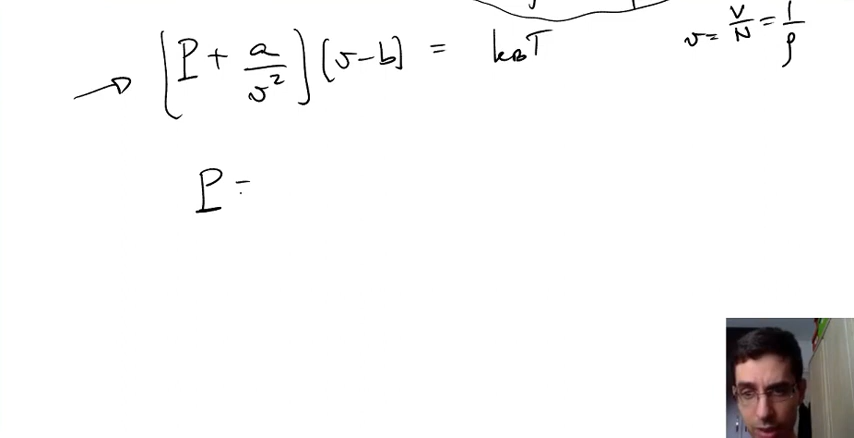 → [P + a/v²](v-b) = k_BT
v = V/N = 1/ρ
P =